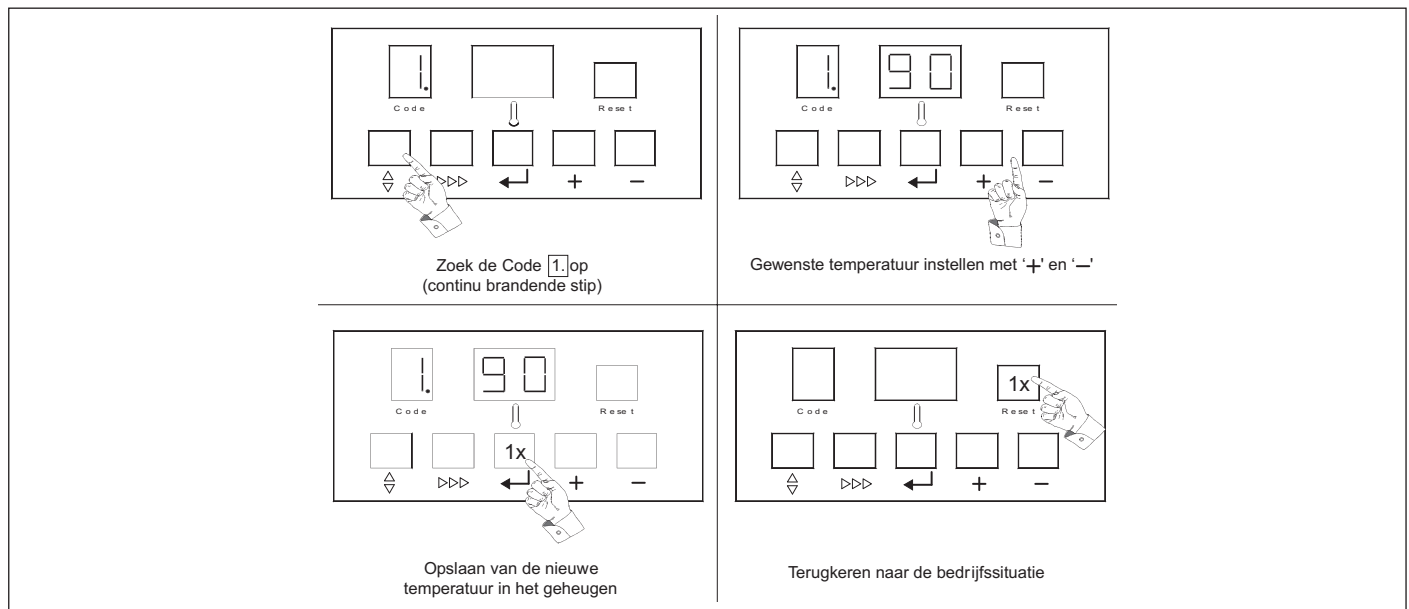 1.
Code
Reset
+ −
Zoek de Code 1. op
(continu brandende stip)
1. 90
Code
Reset
+ −
Gewenste temperatuur instellen met ‘+’ en ‘−’
1. 90
Code
Reset
1x
+ −
Opslaan van de nieuwe
temperatuur in het geheugen
1x
Code
Reset
+ −
Terugkeren naar de bedrijfssituatie